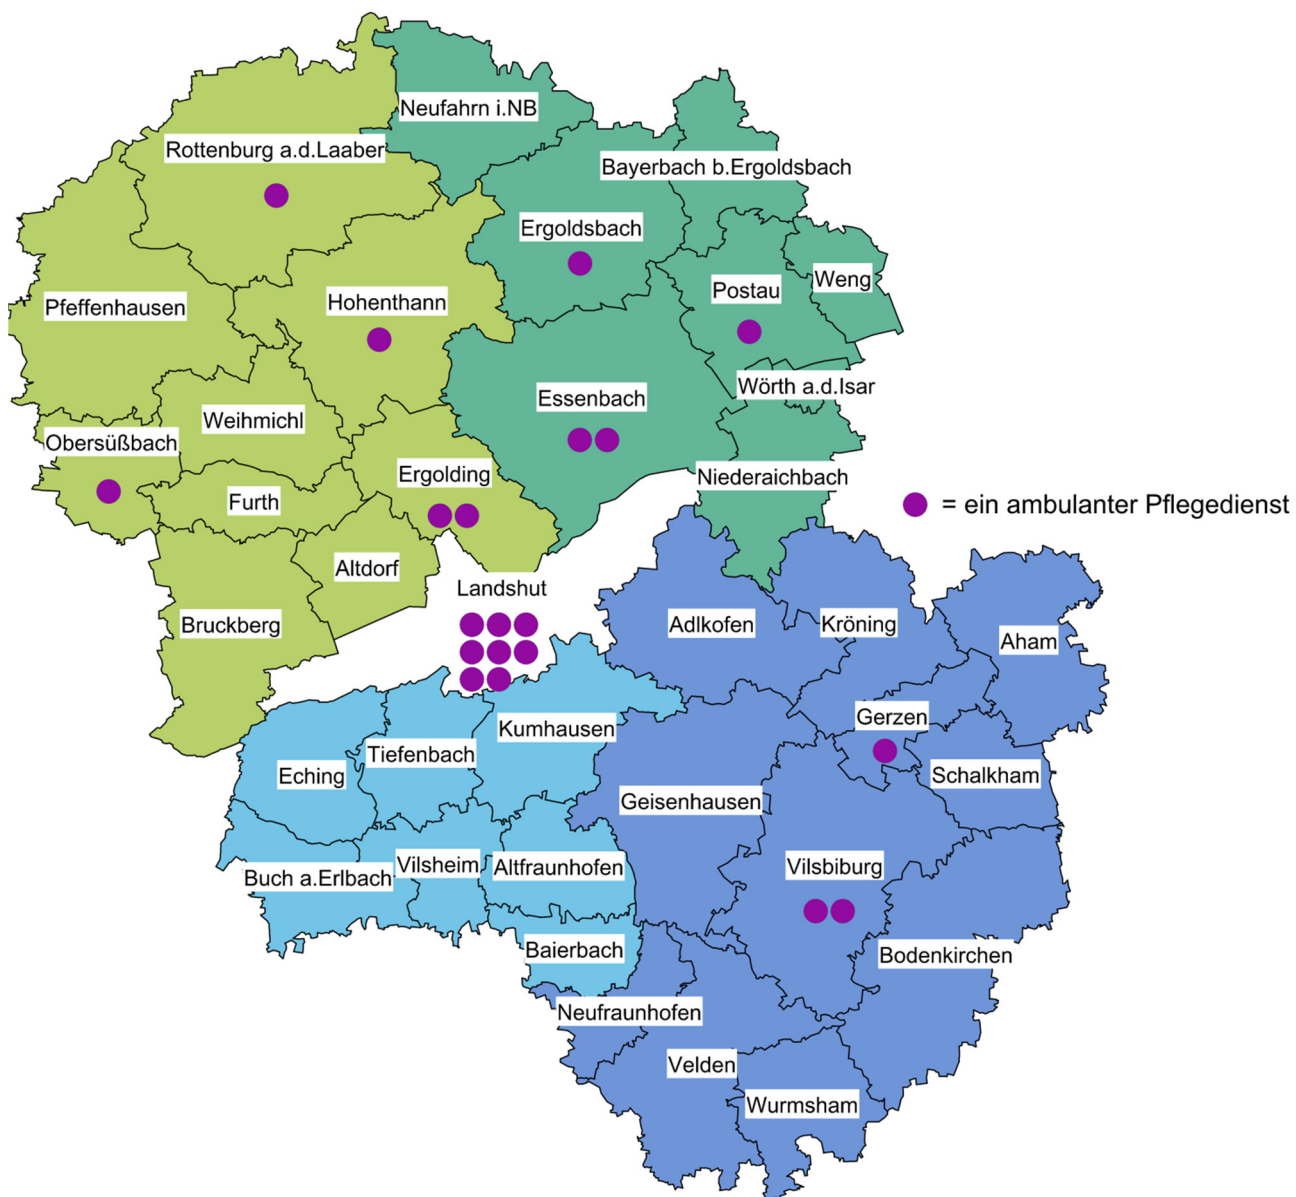 Neufahrn i.NB
Rottenburg a.d.Laaber
Bayerbach b.Ergoldsbach
Ergoldsbach
Weng
Postau
Hohenthann
Pfeffenhausen
Wörth a.d.Isar
Essenbach
Weihmichl
Obersüßbach
Ergolding
Niederaichbach
Furth
= ein ambulanter Pflegedienst
Altdorf
Landshut
Bruckberg
Adlkofen
Kröning
Aham
Gerzen
Kumhausen
Tiefenbach
Eching
Schalkham
Geisenhausen
Vilsheim
Altfraunhofen
Vilsbiburg
Buch a.Erlbach
Baierbach
Bodenkirchen
Neufraunhofen
Velden
Wurmsham